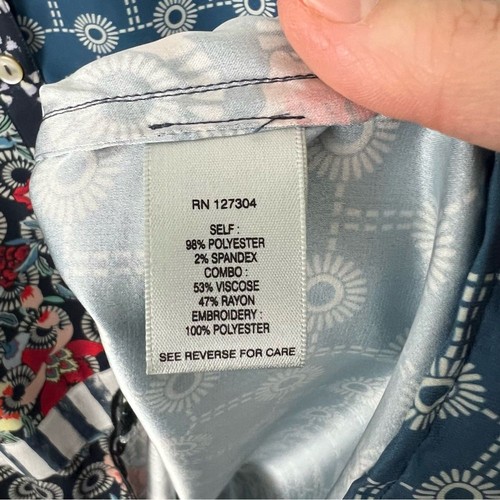 RN 127304
SELF :
98% POLYESTER
2% SPANDEX
COMBO :
53% VISCOSE
47% RAYON
EMBROIDERY :
100% POLYESTER
SEE REVERSE FOR CARE